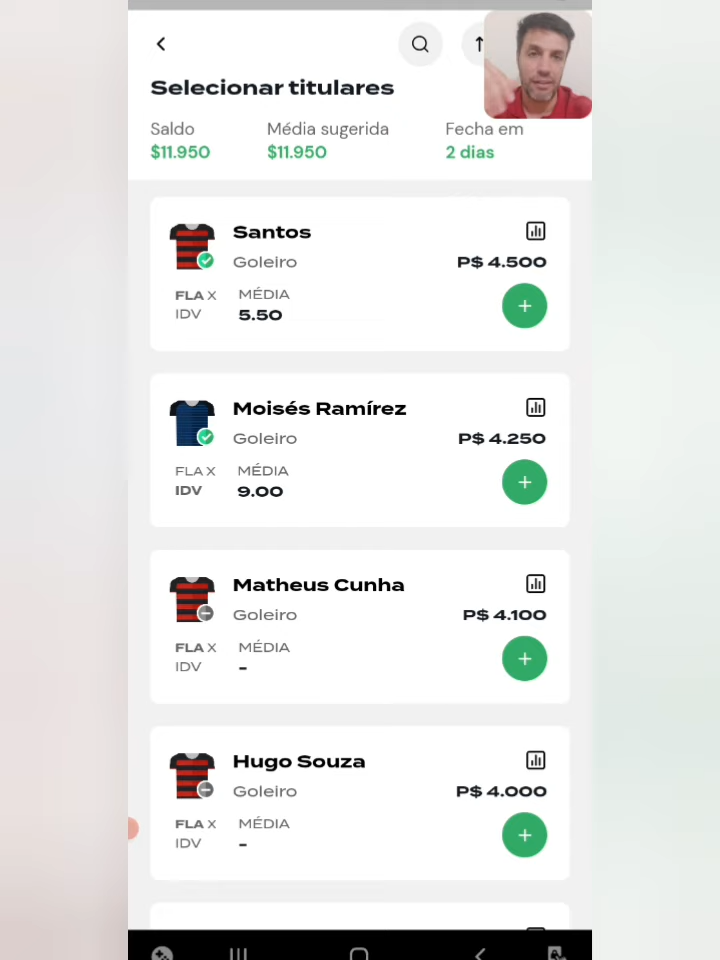 Selecionar titulares
Saldo Média sugerida Fecha em
$11.950 $11.950 2 dias
Santos
Goleiro P$ 4.500
FLA X MÉDIA
IDV 5.50
Moisés Ramírez
Goleiro P$ 4.250
FLA X MÉDIA
IDV 9.00
Matheus Cunha
Goleiro P$ 4.100
FLA X MÉDIA
IDV -
Hugo Souza
Goleiro P$ 4.000
FLA X MÉDIA
IDV -